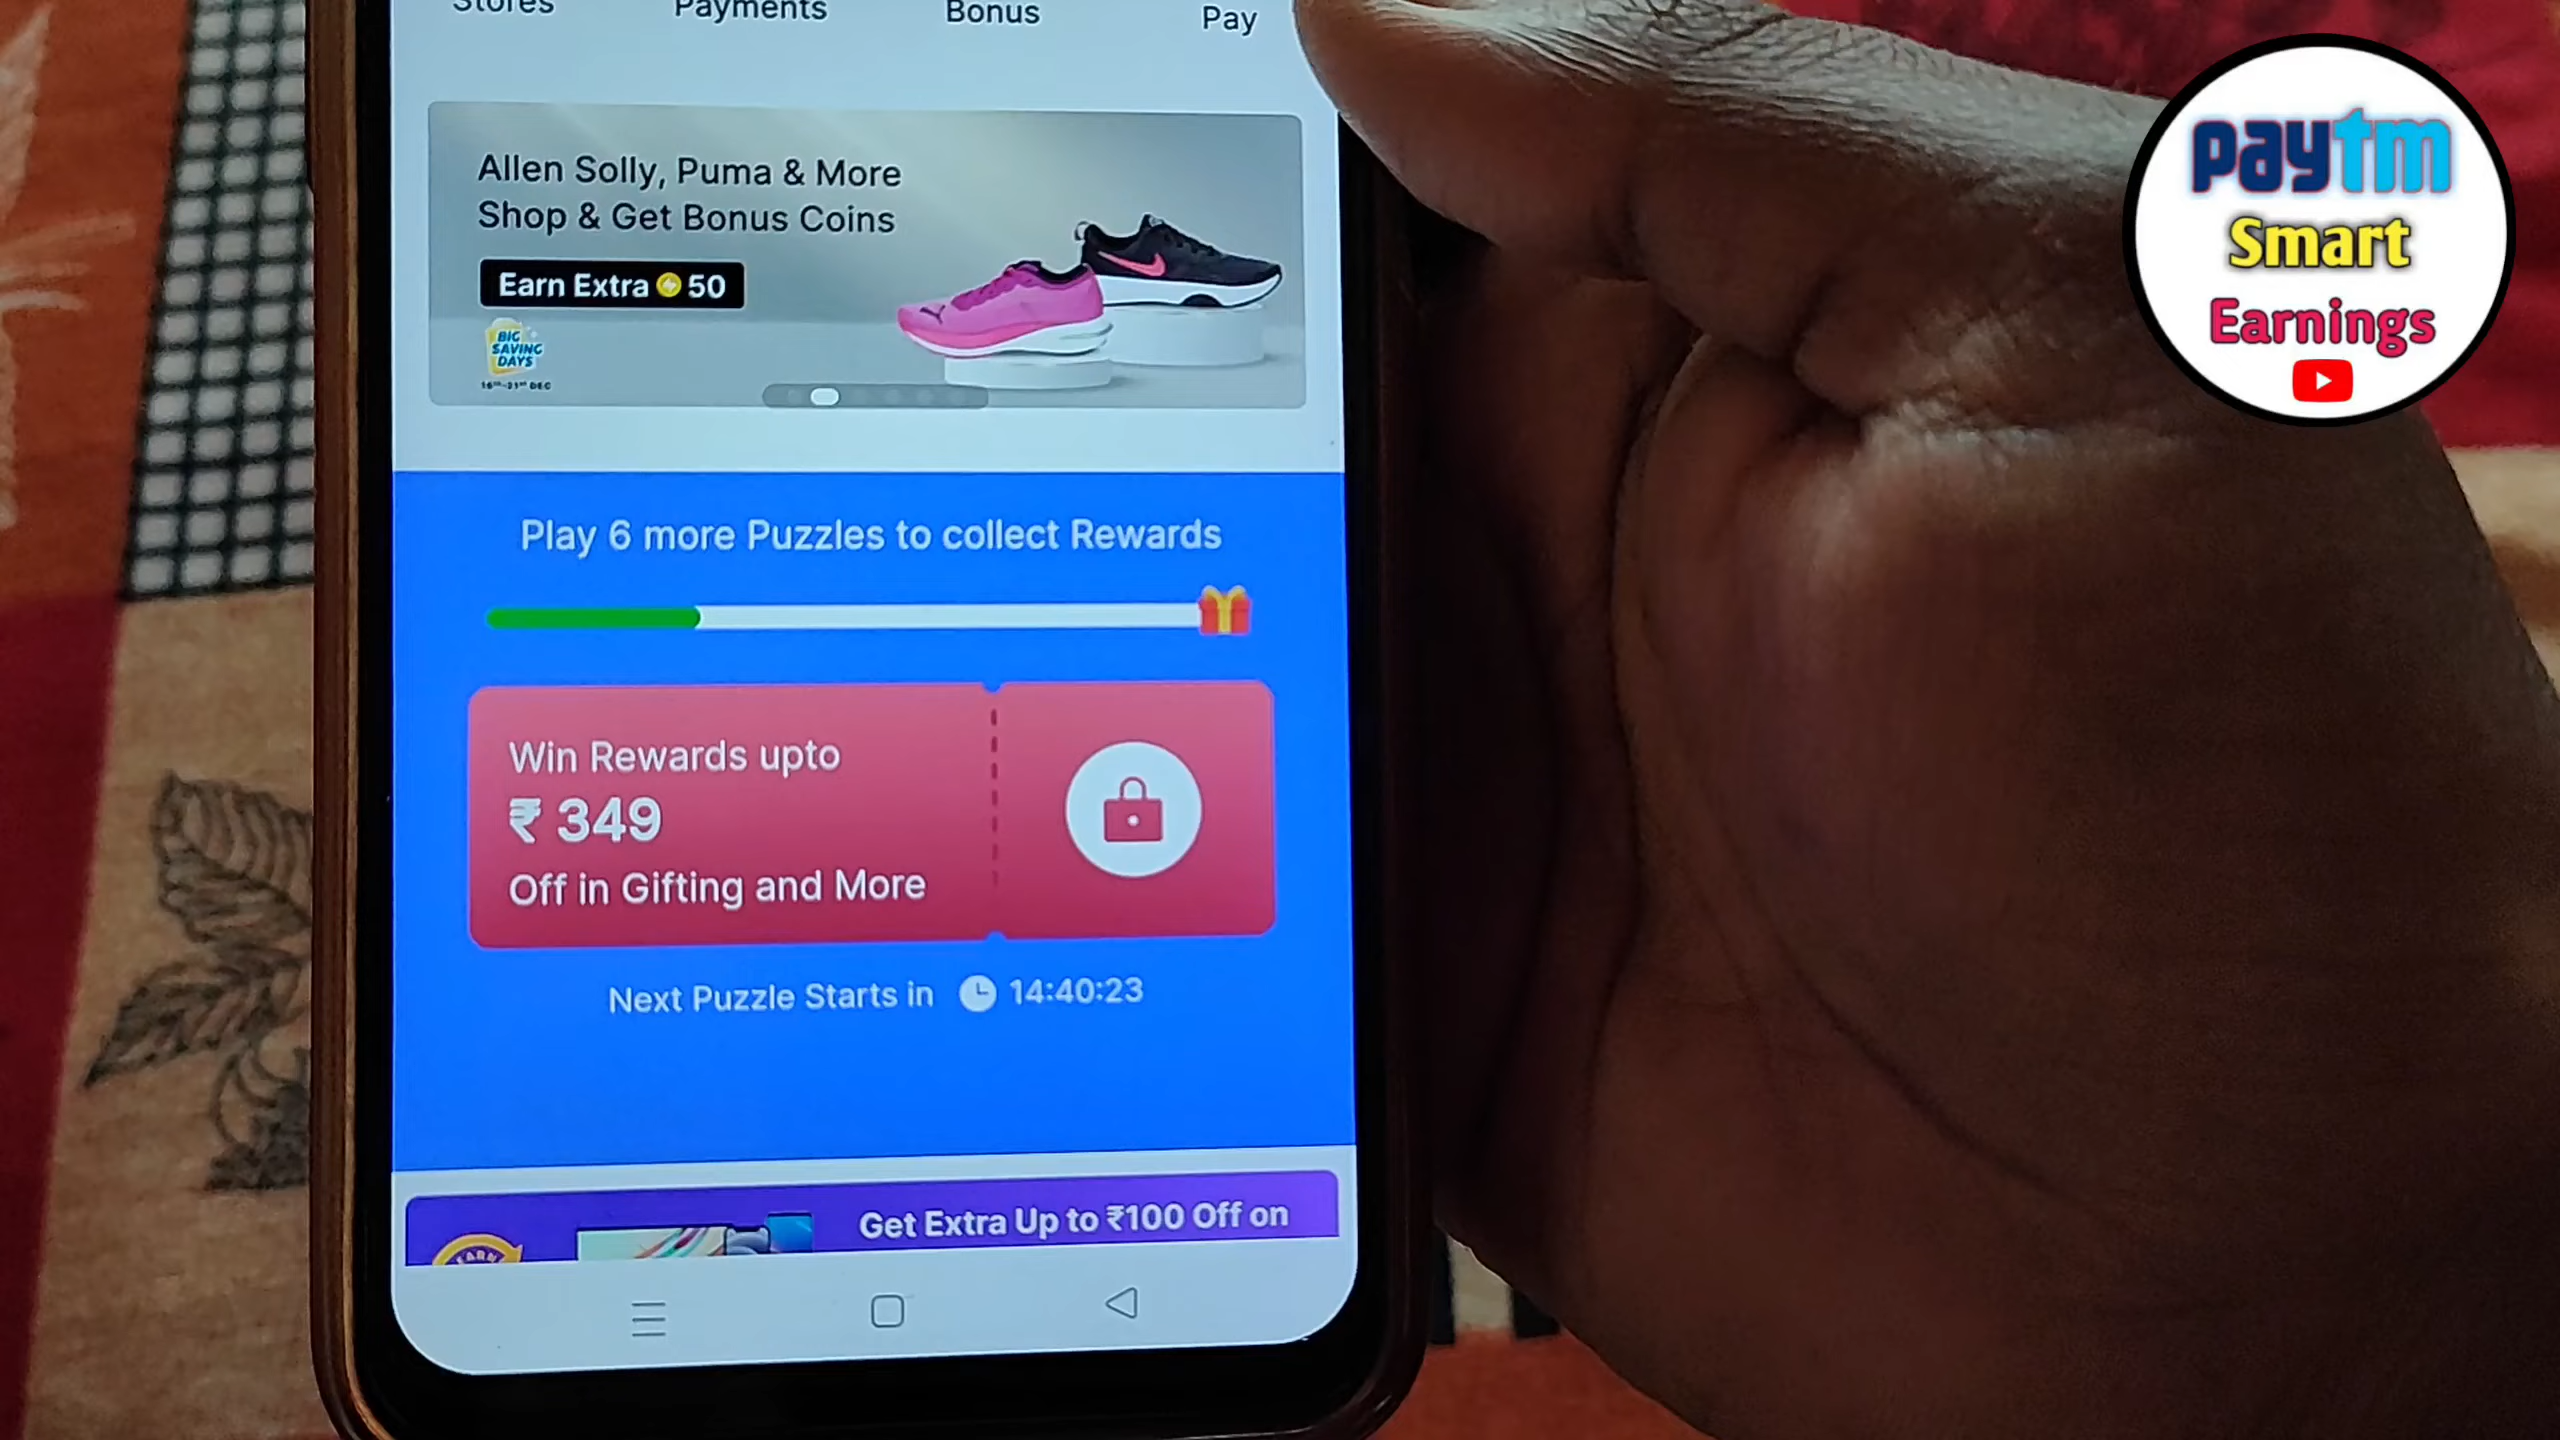 Stores
Payments
Bonus
Pay
Allen Solly, Puma & More
Shop & Get Bonus Coins
Earn Extra 50
BIG
SAVING
DAYS
16th-21st DEC
Play 6 more Puzzles to collect Rewards
Win Rewards upto
₹ 349
Off in Gifting and More
Next Puzzle Starts in 14:40:23
EARN
Get Extra Up to ₹100 Off on
paytm
Smart
Earnings